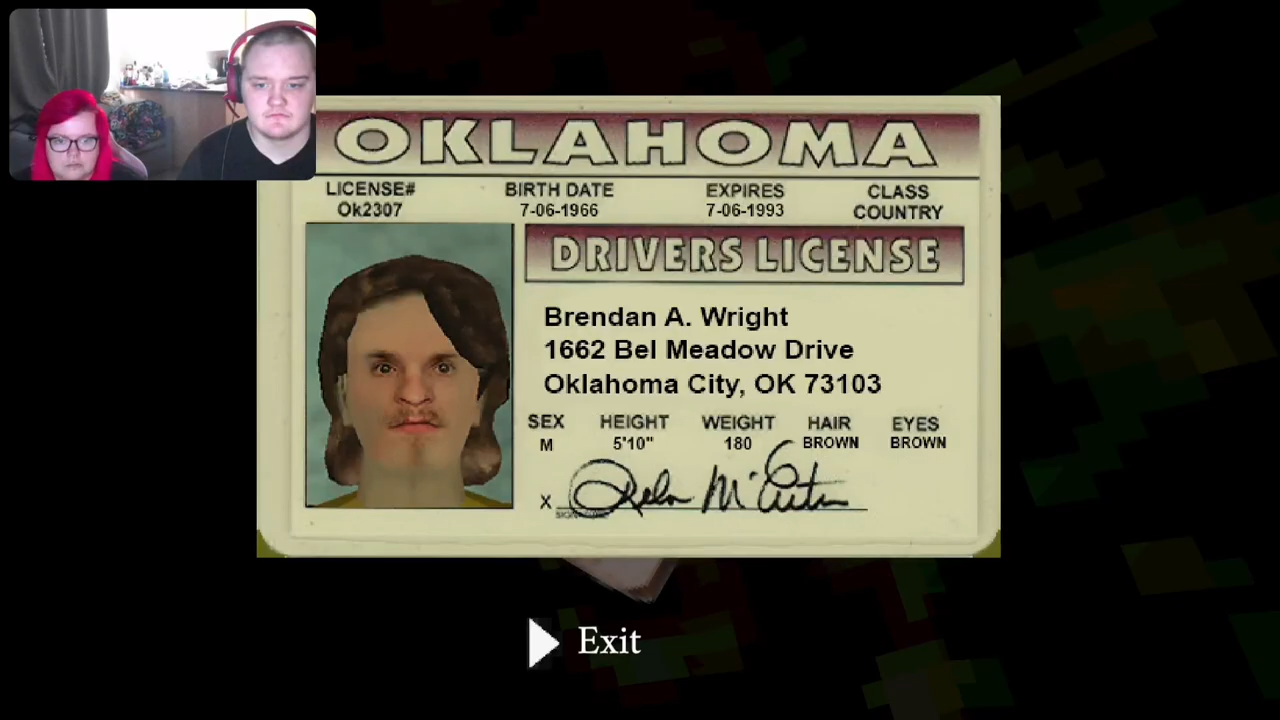 OKLAHOMA
LICENSE# BIRTH DATE EXPIRES CLASS
Ok2307 7-06-1966 7-06-1993 COUNTRY
DRIVERS LICENSE
Brendan A. Wright
1662 Bel Meadow Drive
Oklahoma City, OK 73103
SEX HEIGHT WEIGHT HAIR EYES
M 5'10" 180 BROWN BROWN
X
Exit